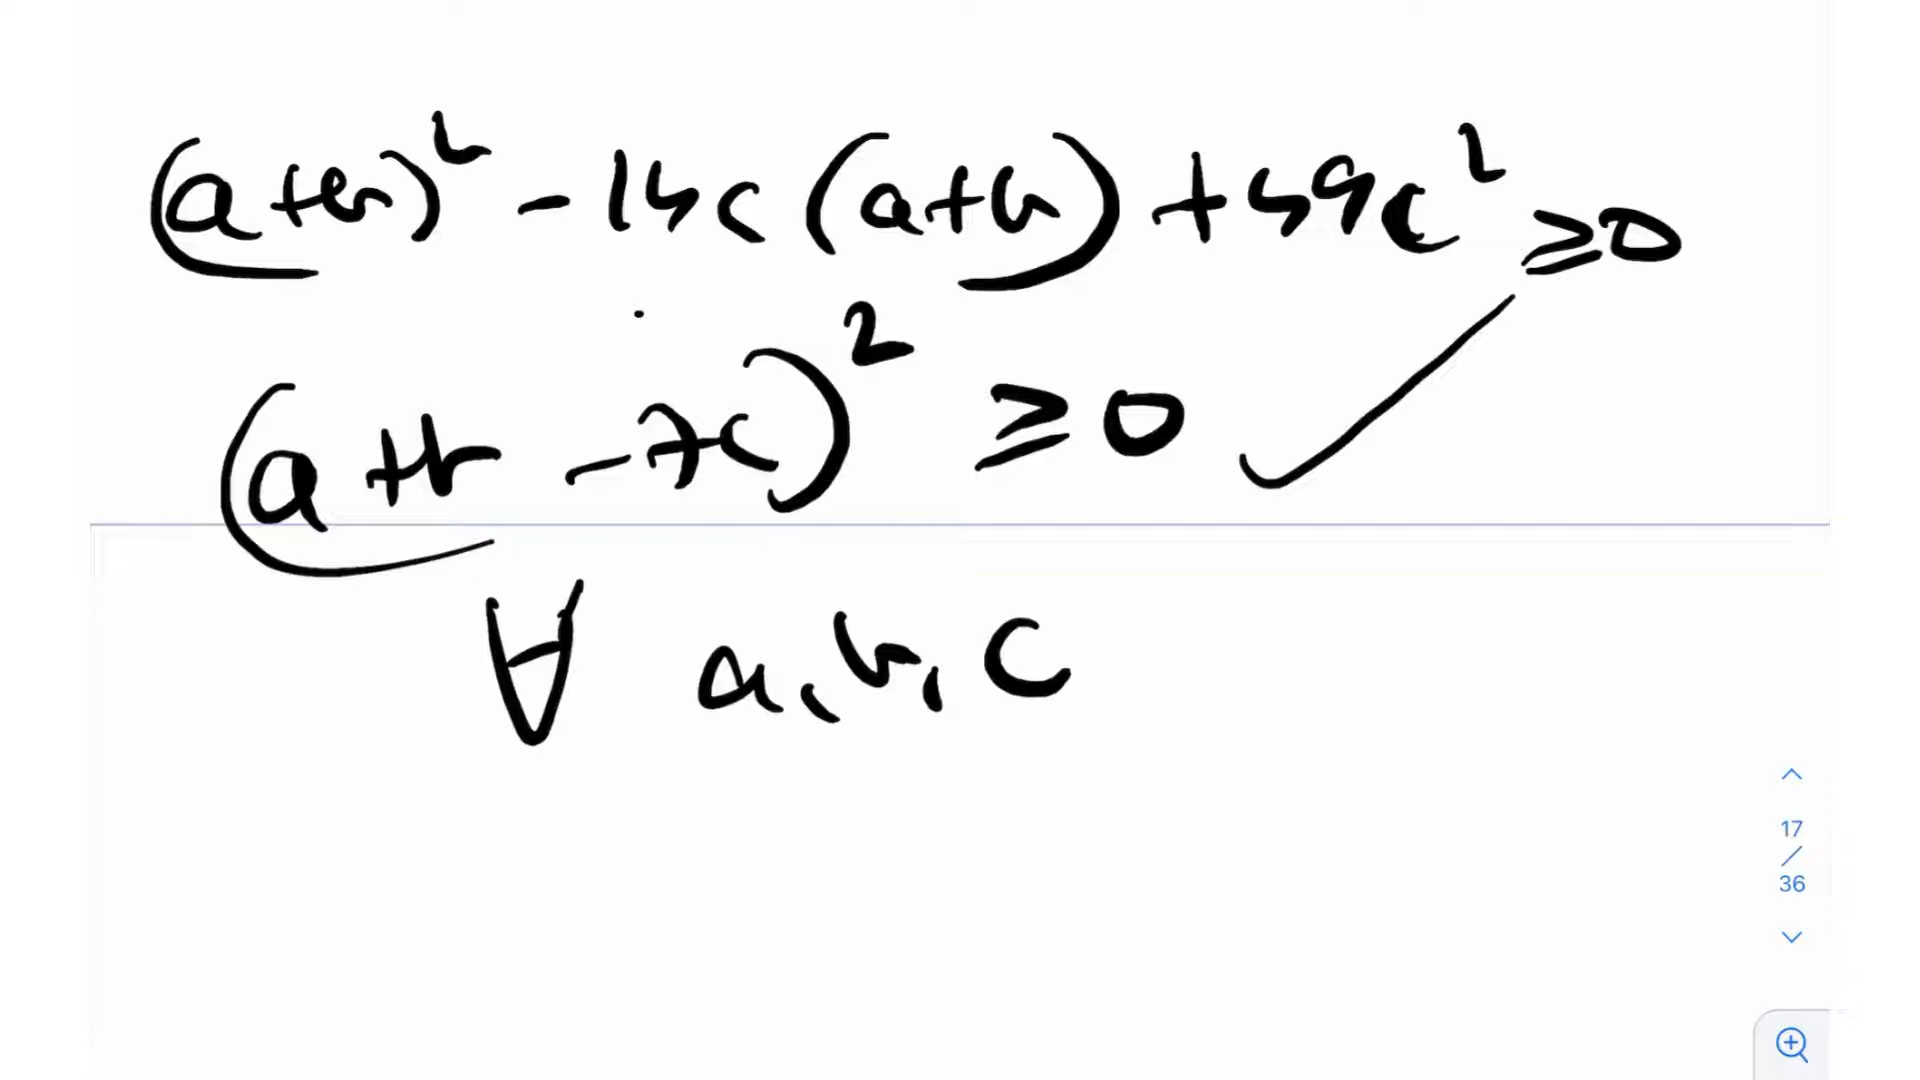 (a+b)² - 14c(a+b) + 49c² ≥ 0
(a+b - 7c)² ≥ 0 ✓
∀ a, b, c
17
/
36